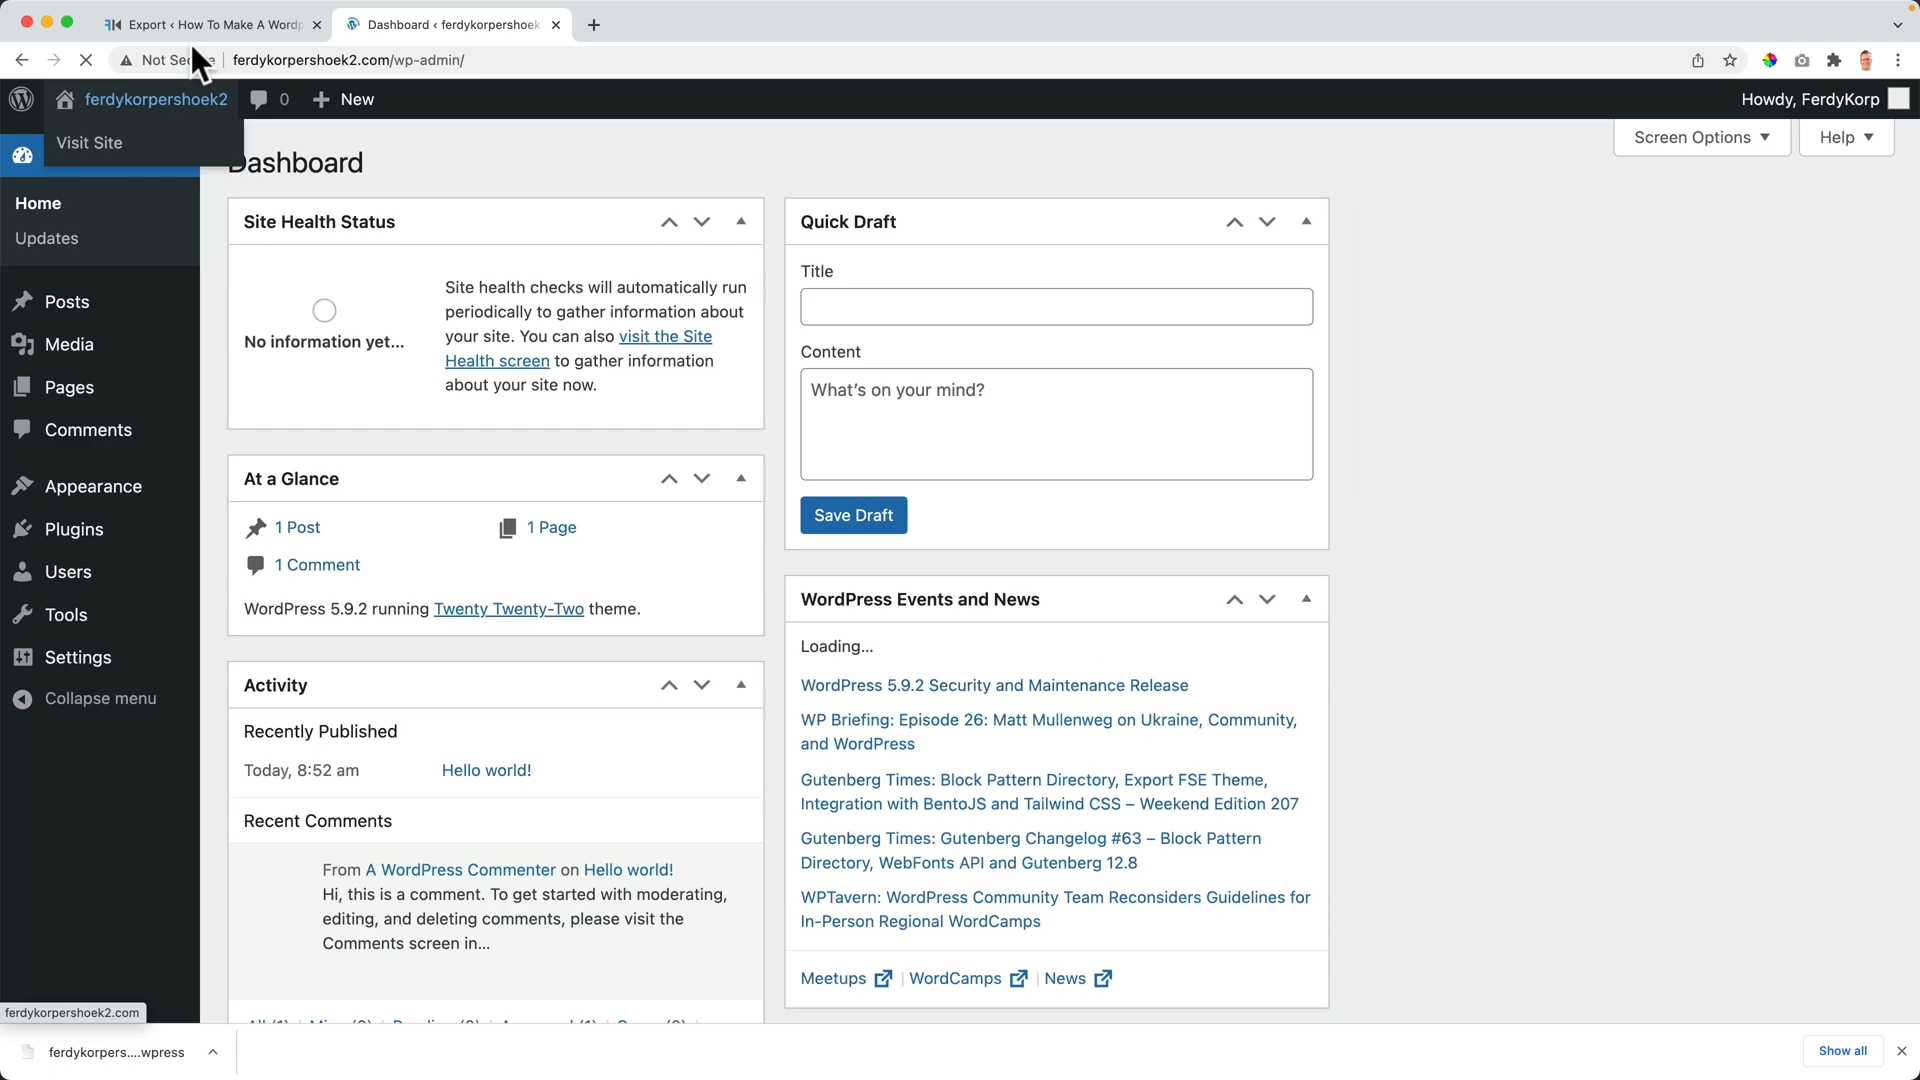 Export ‹ How To Make A Wordp
Dashboard ‹ ferdykorpershoek
Not Sec e
ferdykorpershoek2.com/wp-admin/
ferdykorpershoek2
0
New
Howdy, FerdyKorp
Visit Site
Screen Options
Help
Dashboard
Home
Updates
Posts
Media
Pages
Comments
Appearance
Plugins
Users
Tools
Settings
Collapse menu
Site Health Status
No information yet...
Site health checks will automatically run
periodically to gather information about
your site. You can also visit the Site
Health screen to gather information
about your site now.
At a Glance
1 Post
1 Page
1 Comment
WordPress 5.9.2 running Twenty Twenty-Two theme.
Activity
Recently Published
Today, 8:52 am
Hello world!
Recent Comments
From A WordPress Commenter on Hello world!
Hi, this is a comment. To get started with moderating,
editing, and deleting comments, please visit the
Comments screen in...
Quick Draft
Title
Content
What's on your mind?
Save Draft
WordPress Events and News
Loading...
WordPress 5.9.2 Security and Maintenance Release
WP Briefing: Episode 26: Matt Mullenweg on Ukraine, Community,
and WordPress
Gutenberg Times: Block Pattern Directory, Export FSE Theme,
Integration with BentoJS and Tailwind CSS – Weekend Edition 207
Gutenberg Times: Gutenberg Changelog #63 – Block Pattern
Directory, WebFonts API and Gutenberg 12.8
WPTavern: WordPress Community Team Reconsiders Guidelines for
In-Person Regional WordCamps
Meetups | WordCamps | News
ferdykorpershoek2.com
ferdykorpers....wpress
Show all